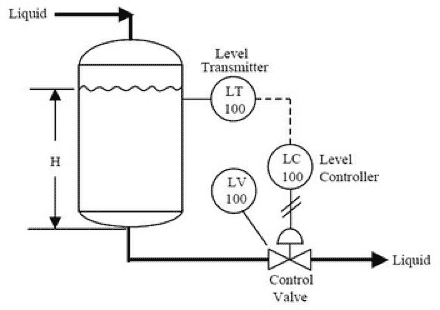 Liquid
Level
Transmitter
LT
100
H
LC
100
Level
Controller
LV
100
Liquid
Control
Valve